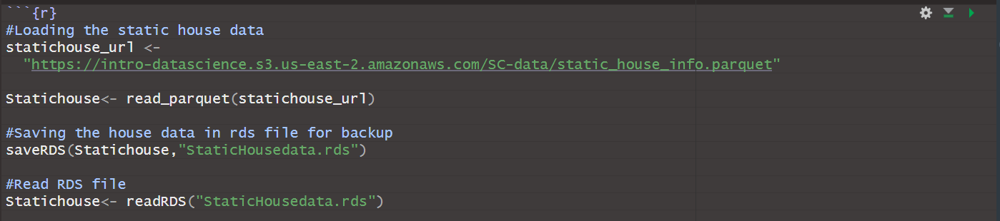 ```{r}
#Loading the static house data
statichouse_url <-
  "https://intro-datascience.s3.us-east-2.amazonaws.com/SC-data/static_house_info.parquet"
Statichouse<- read_parquet(statichouse_url)
#Saving the house data in rds file for backup
saveRDS(Statichouse,"StaticHousedata.rds")
#Read RDS file
Statichouse<- readRDS("StaticHousedata.rds")